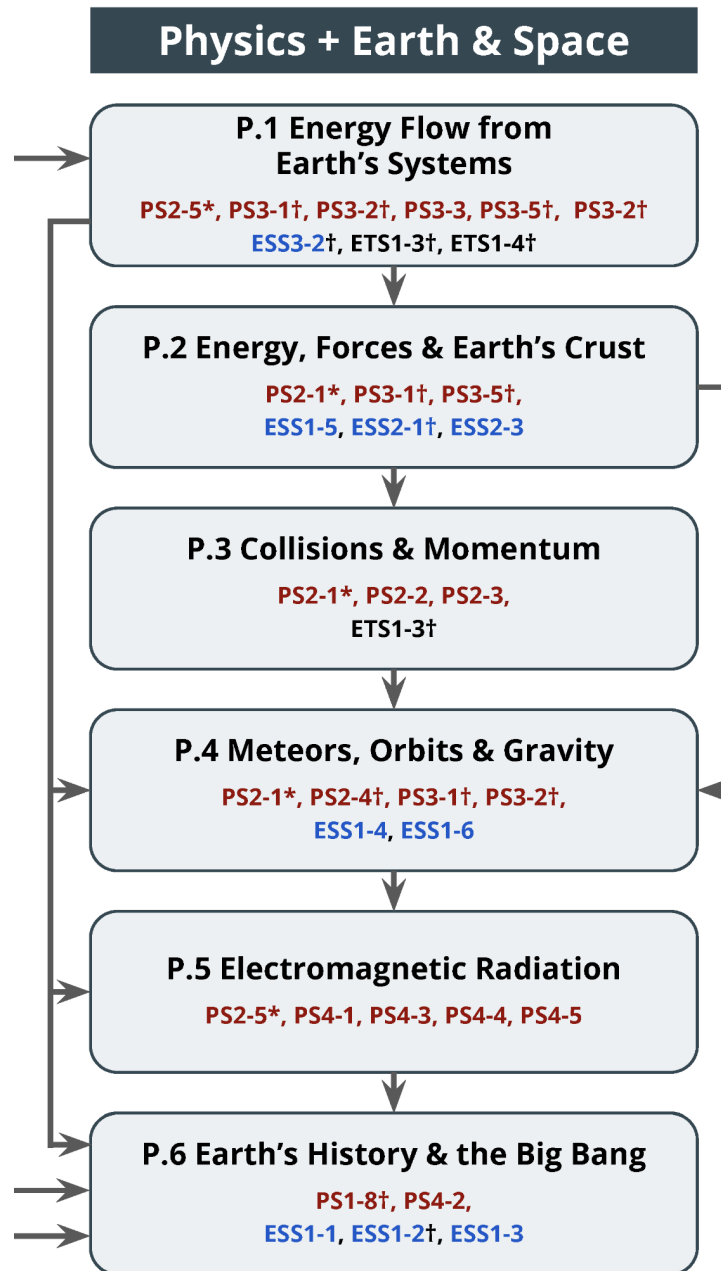 Physics + Earth & Space
P.1 Energy Flow from
Earth’s Systems
PS2-5*, PS3-1†, PS3-2†, PS3-3, PS3-5†, PS3-2†
ESS3-2†, ETS1-3†, ETS1-4†
P.2 Energy, Forces & Earth’s Crust
PS2-1*, PS3-1†, PS3-5†,
ESS1-5, ESS2-1†, ESS2-3
P.3 Collisions & Momentum
PS2-1*, PS2-2, PS2-3,
ETS1-3†
P.4 Meteors, Orbits & Gravity
PS2-1*, PS2-4†, PS3-1†, PS3-2†,
ESS1-4, ESS1-6
P.5 Electromagnetic Radiation
PS2-5*, PS4-1, PS4-3, PS4-4, PS4-5
P.6 Earth’s History & the Big Bang
PS1-8†, PS4-2,
ESS1-1, ESS1-2†, ESS1-3